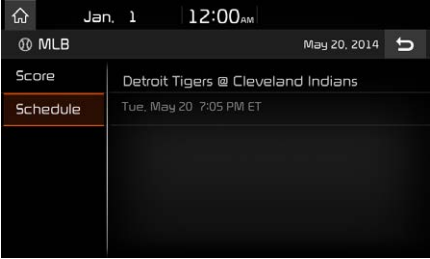 Jan. 1 12:00AM
MLB May 20, 2014
Score
Detroit Tigers @ Cleveland Indians
Schedule
Tue, May 20 7:05 PM ET